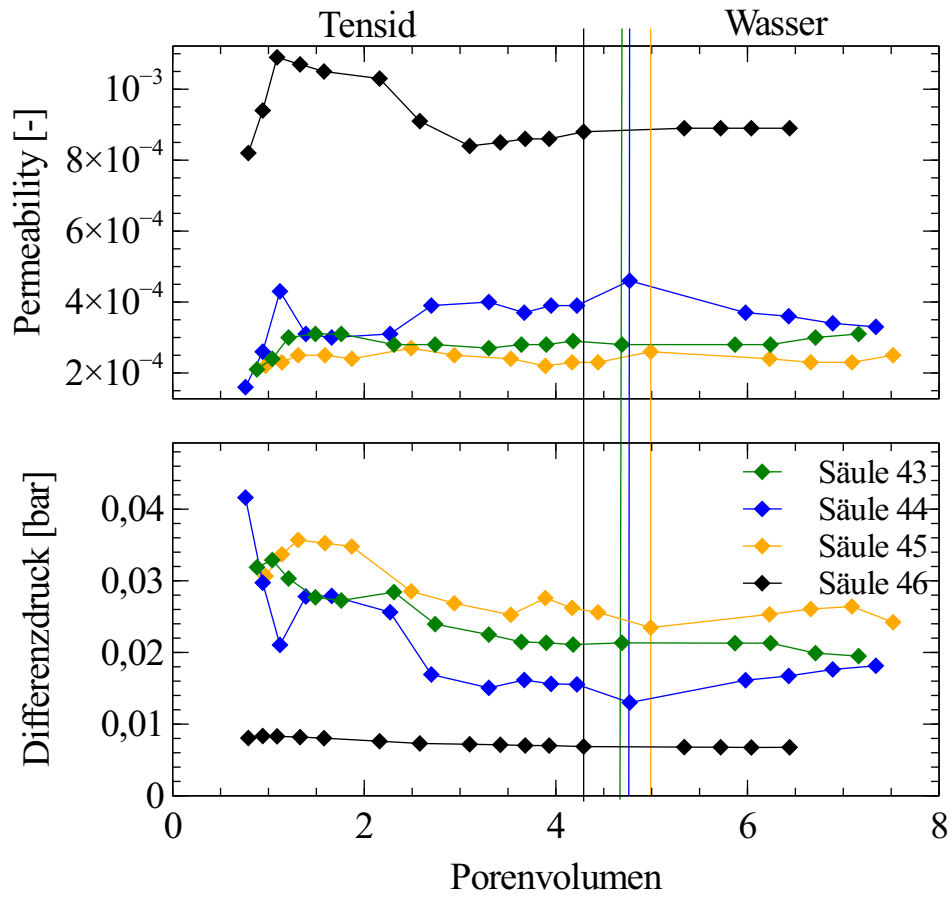 Tensid Wasser
Permeability [-]
10⁻³
8×10⁻⁴
6×10⁻⁴
4×10⁻⁴
2×10⁻⁴
Differenzdruck [bar]
0,04
0,03
0,02
0,01
0
Säule 43
Säule 44
Säule 45
Säule 46
0 2 4 6 8
Porenvolumen